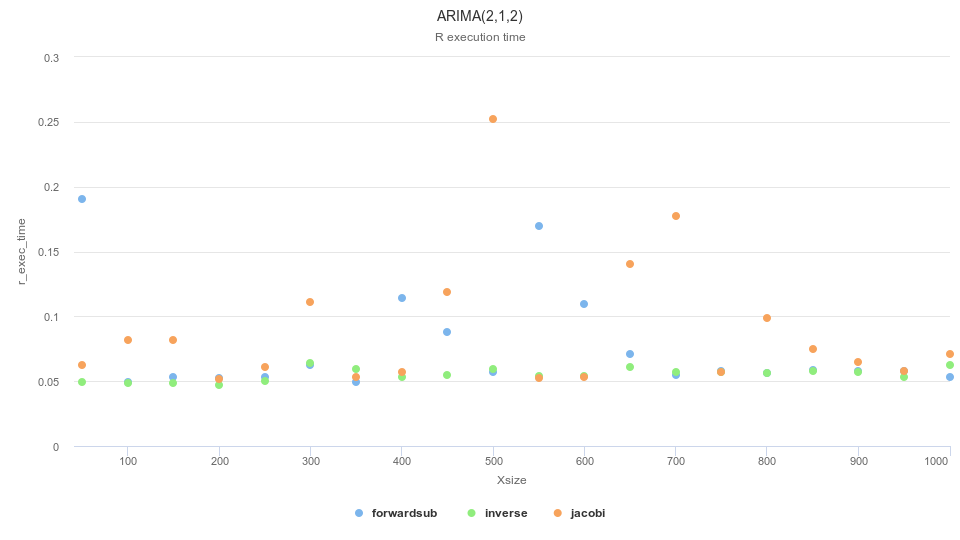 ARIMA(2,1,2)
R execution time
0.3
0.25
0.2
0.15
0.1
0.05
0
r_exec_time
100 200 300 400 500 600 700 800 900 1000
Xsize
forwardsub inverse jacobi